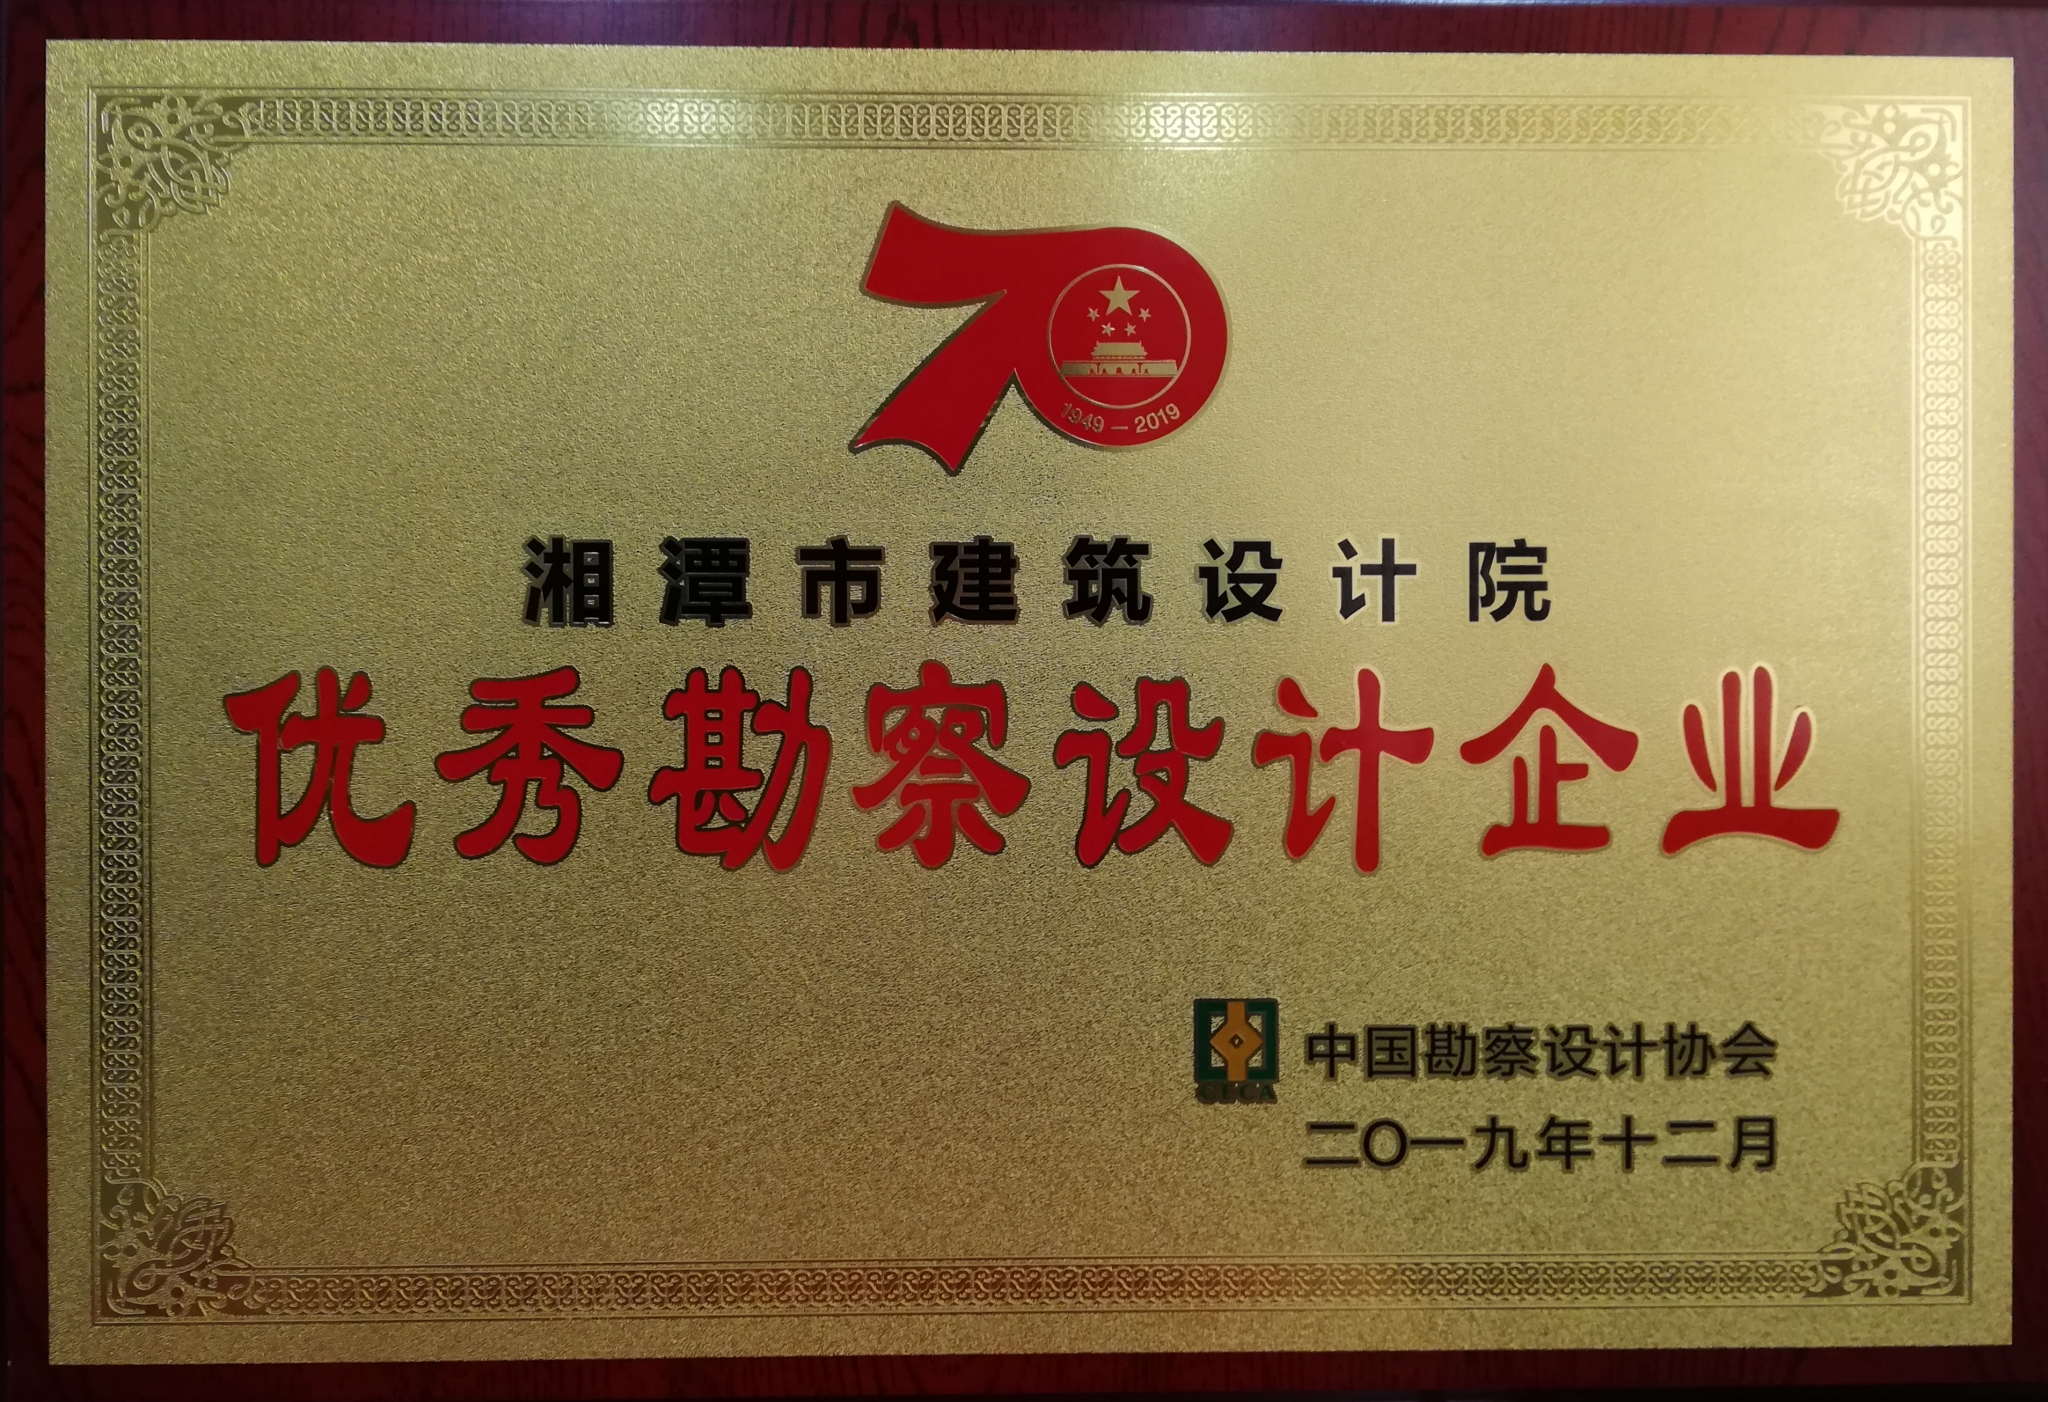 70
1949－2019
湘潭市建筑设计院
优秀勘察设计企业
中国勘察设计协会
二〇一九年十二月